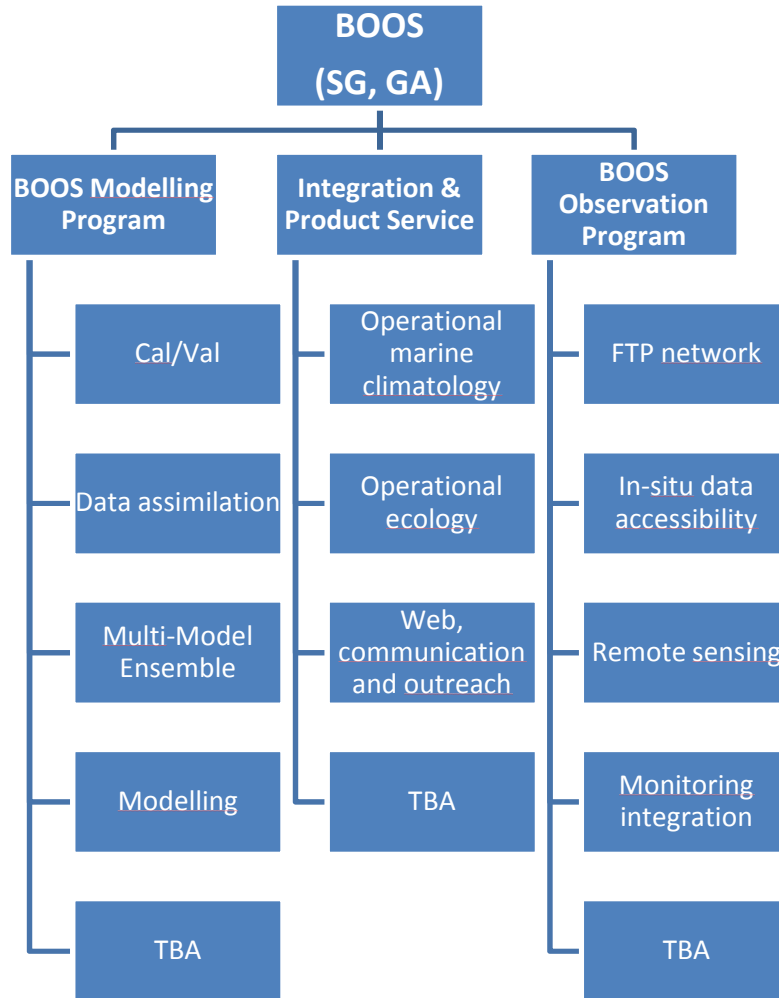 BOOS
(SG, GA)
BOOS Modelling
Program
Integration &
Product Service
BOOS
Observation
Program
Cal/Val
Data assimilation
Multi-Model
Ensemble
Modelling
TBA
Operational
marine
climatology
Operational
ecology
Web,
communication
and outreach
TBA
FTP network
In-situ data
accessibility
Remote sensing
Monitoring
integration
TBA